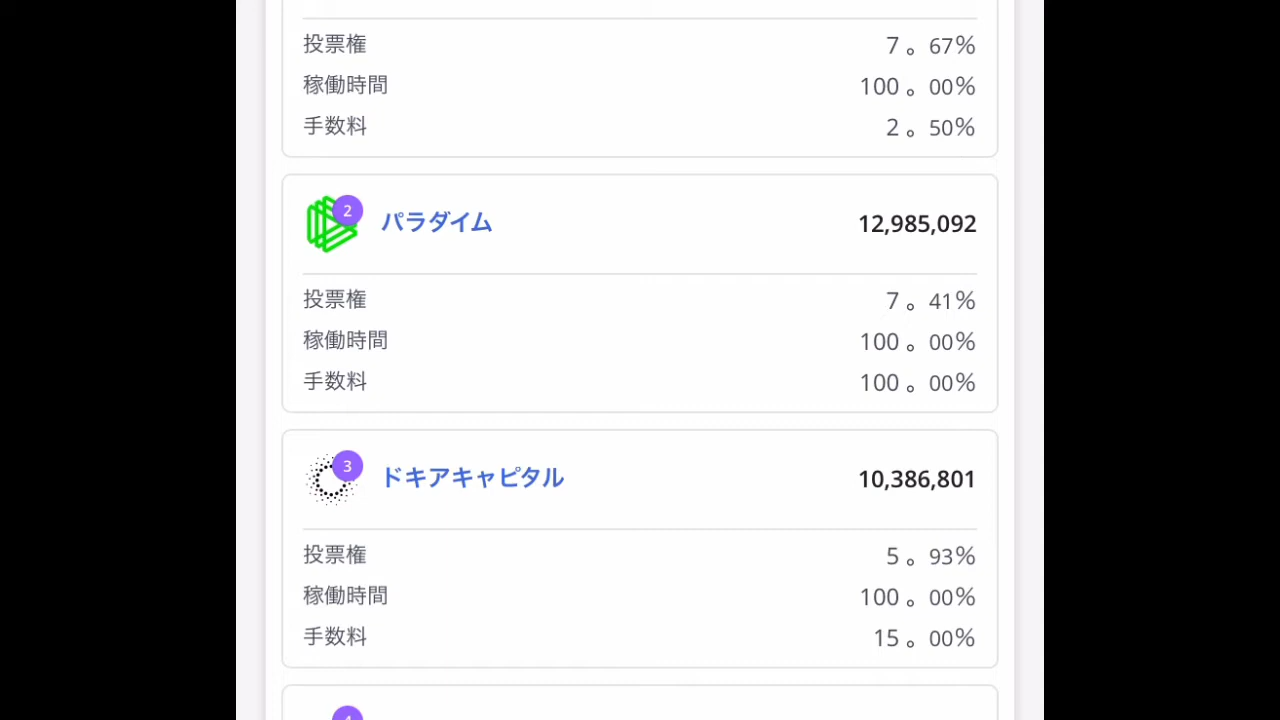 投票権 7。67%
稼働時間 100。00%
手数料 2。50%
2 パラダイム 12,985,092
投票権 7。41%
稼働時間 100。00%
手数料 100。00%
3 ドキアキャピタル 10,386,801
投票権 5。93%
稼働時間 100。00%
手数料 15。00%